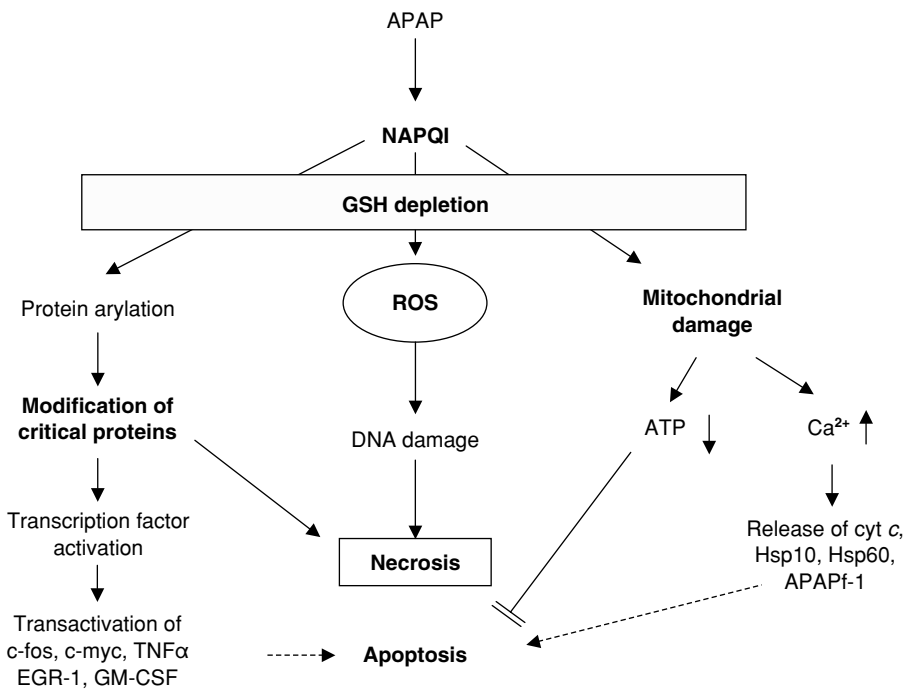 APAP
NAPQI
GSH depletion
Protein arylation
ROS
Mitochondrial
damage
Modification of
critical proteins
DNA damage
ATP
Ca²⁺
Transcription factor
activation
Release of cyt c,
Hsp10, Hsp60,
APAPf-1
Necrosis
Transactivation of
c-fos, c-myc, TNFα
EGR-1, GM-CSF
Apoptosis